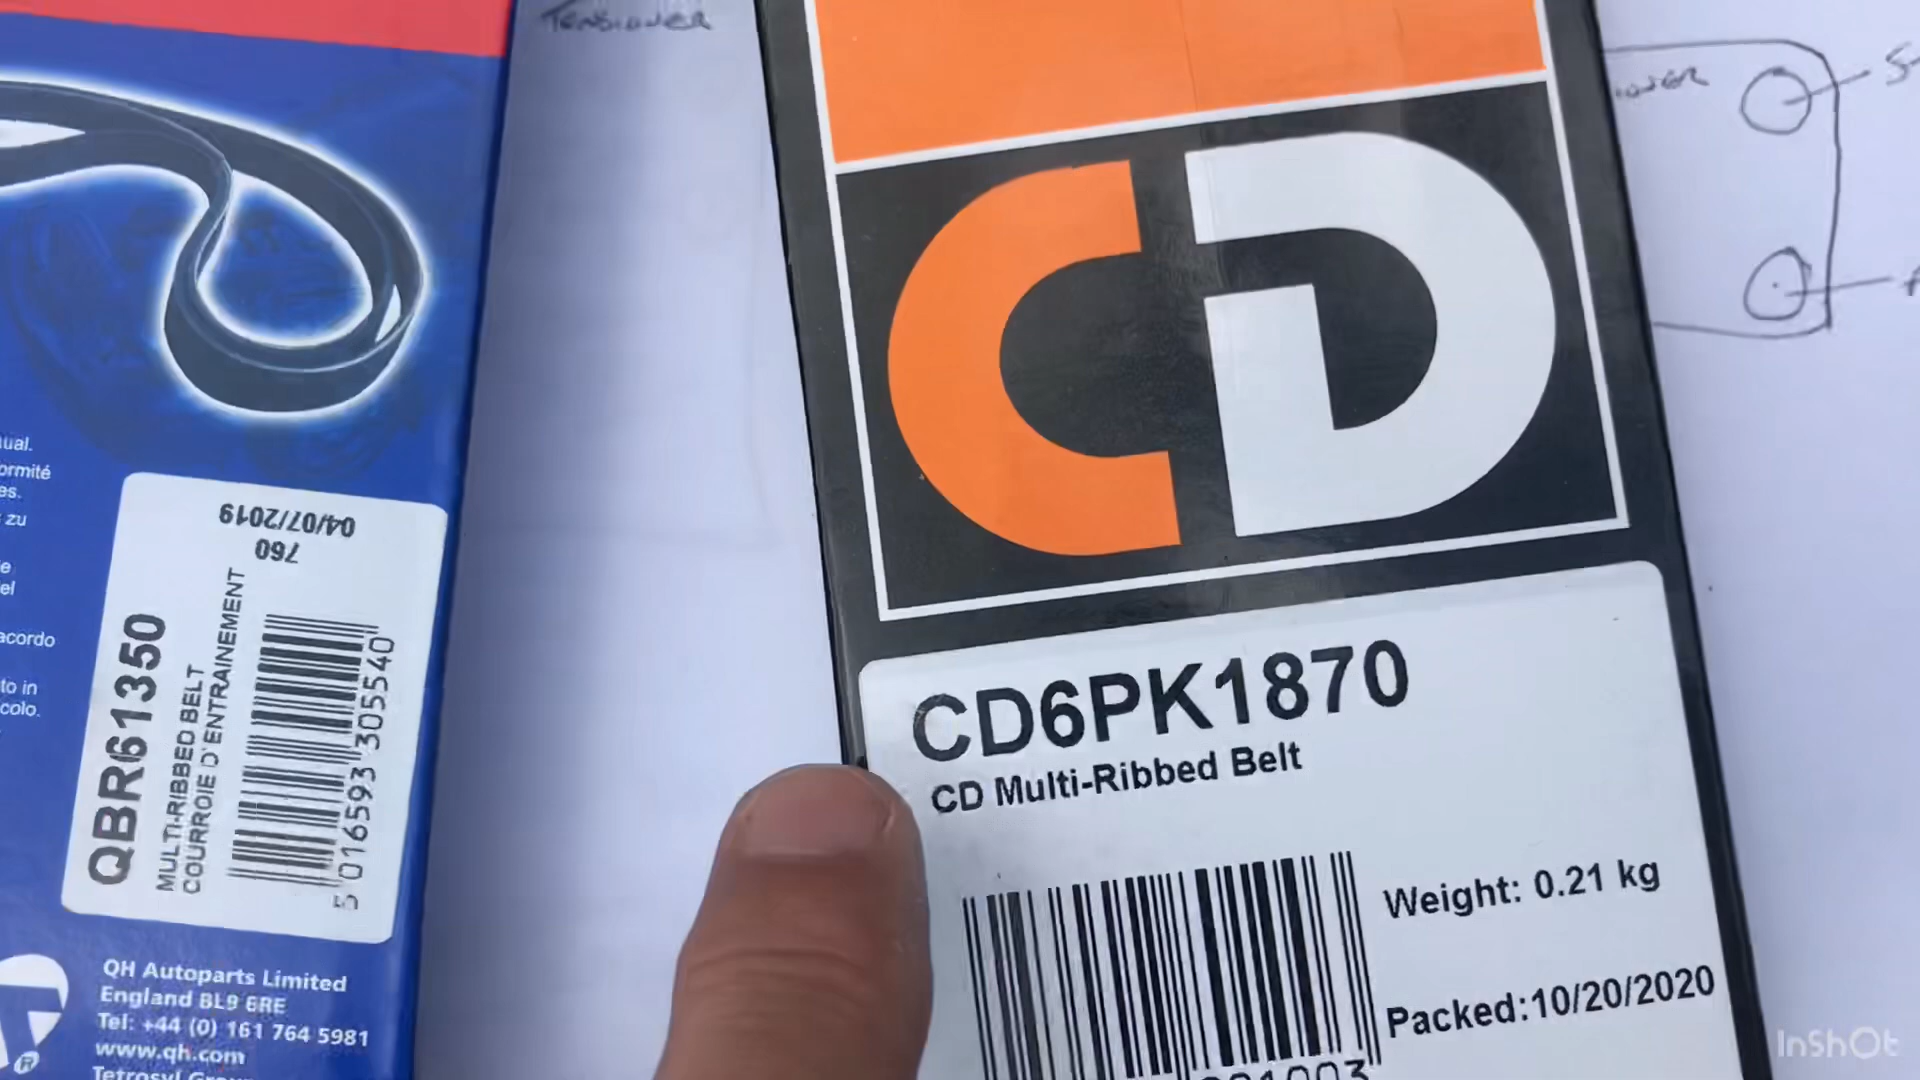 TENSIONER
ual.
ormité
es.
zu
e
el
acordo
to in
colo.
04/07/2019
760
QBR61350
MULTI-RIBBED BELT
COURROIE D'ENTRAINEMENT
5 016593 305540
QH Autoparts Limited
England BL9 6RE
Tel: +44 (0) 161 764 5981
www.qh.com
CD
CD6PK1870
CD Multi-Ribbed Belt
Weight: 0.21 kg
Packed:10/20/2020
InShOt